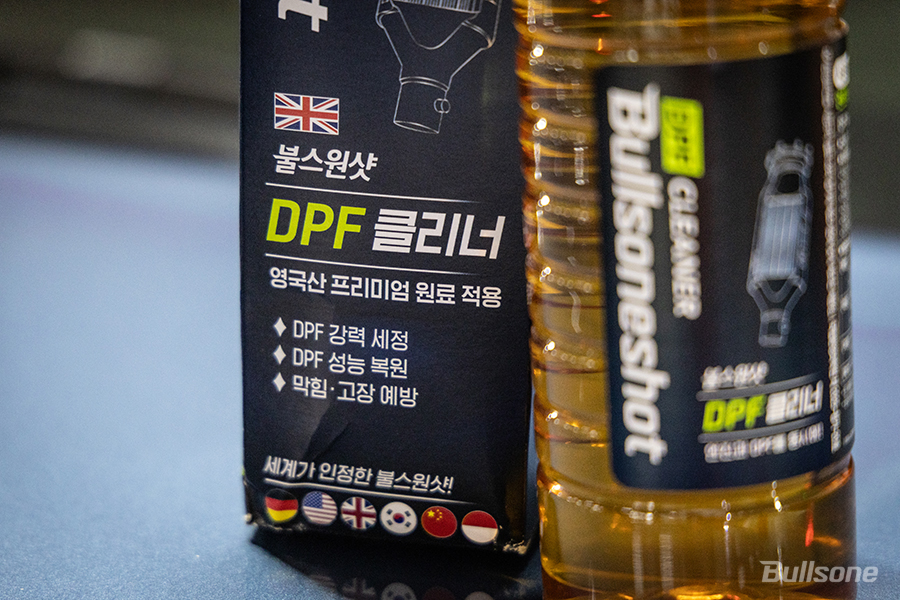 t
불스원샷
DPF 클리너
영국산 프리미엄 원료 적용
DPF 강력 세정
DPF 성능 복원
막힘·고장 예방
세계가 인정한 불스원샷!
DPF CLEANER
Bullsoneshot
불스원샷
DPF 클리너
Bullsone